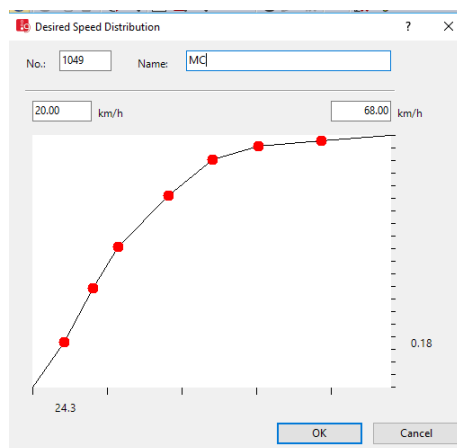 Desired Speed Distribution ?
No.: 1049 Name: MC
20.00 km/h 68.00 km/h
0.18
24.3
OK Cancel